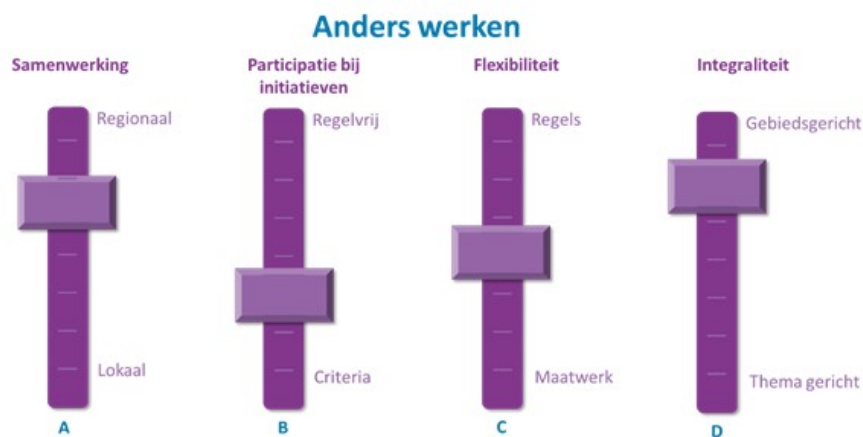 Anders werken
Samenwerking
Regionaal
Lokaal
A
Participatie bij
initiatieven
Regelvrij
Criteria
B
Flexibiliteit
Regels
Maatwerk
C
Integraliteit
Gebiedsgericht
Thema gericht
D